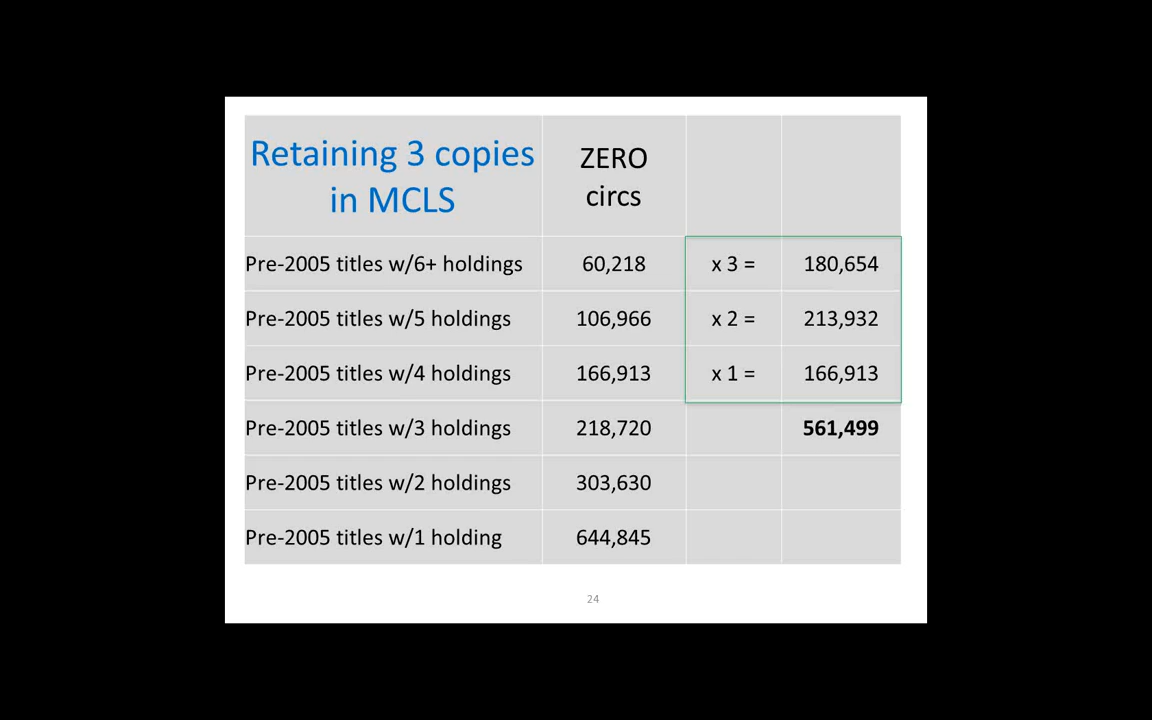 Retaining 3 copies
in MCLS
ZERO
circs
Pre-2005 titles w/6+ holdings 60,218 x 3 = 180,654
Pre-2005 titles w/5 holdings 106,966 x 2 = 213,932
Pre-2005 titles w/4 holdings 166,913 x 1 = 166,913
Pre-2005 titles w/3 holdings 218,720 561,499
Pre-2005 titles w/2 holdings 303,630
Pre-2005 titles w/1 holding 644,845
24